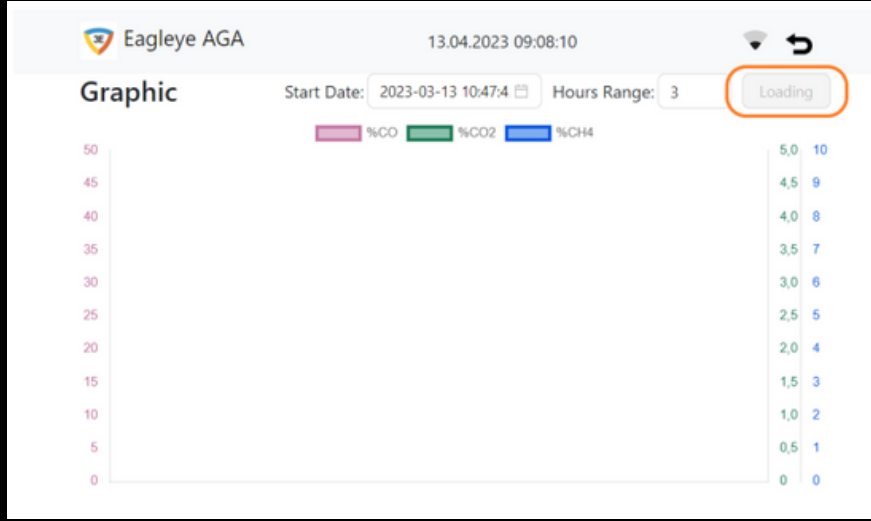 Eagleye AGA 13.04.2023 09:08:10
Graphic Start Date: 2023-03-13 10:47:4 Hours Range: 3 Loading
%CO %CO2 %CH4
50 5,0 10
45 4,5 9
40 4,0 8
35 3,5 7
30 3,0 6
25 2,5 5
20 2,0 4
15 1,5 3
10 1,0 2
5 0,5 1
0 0 0